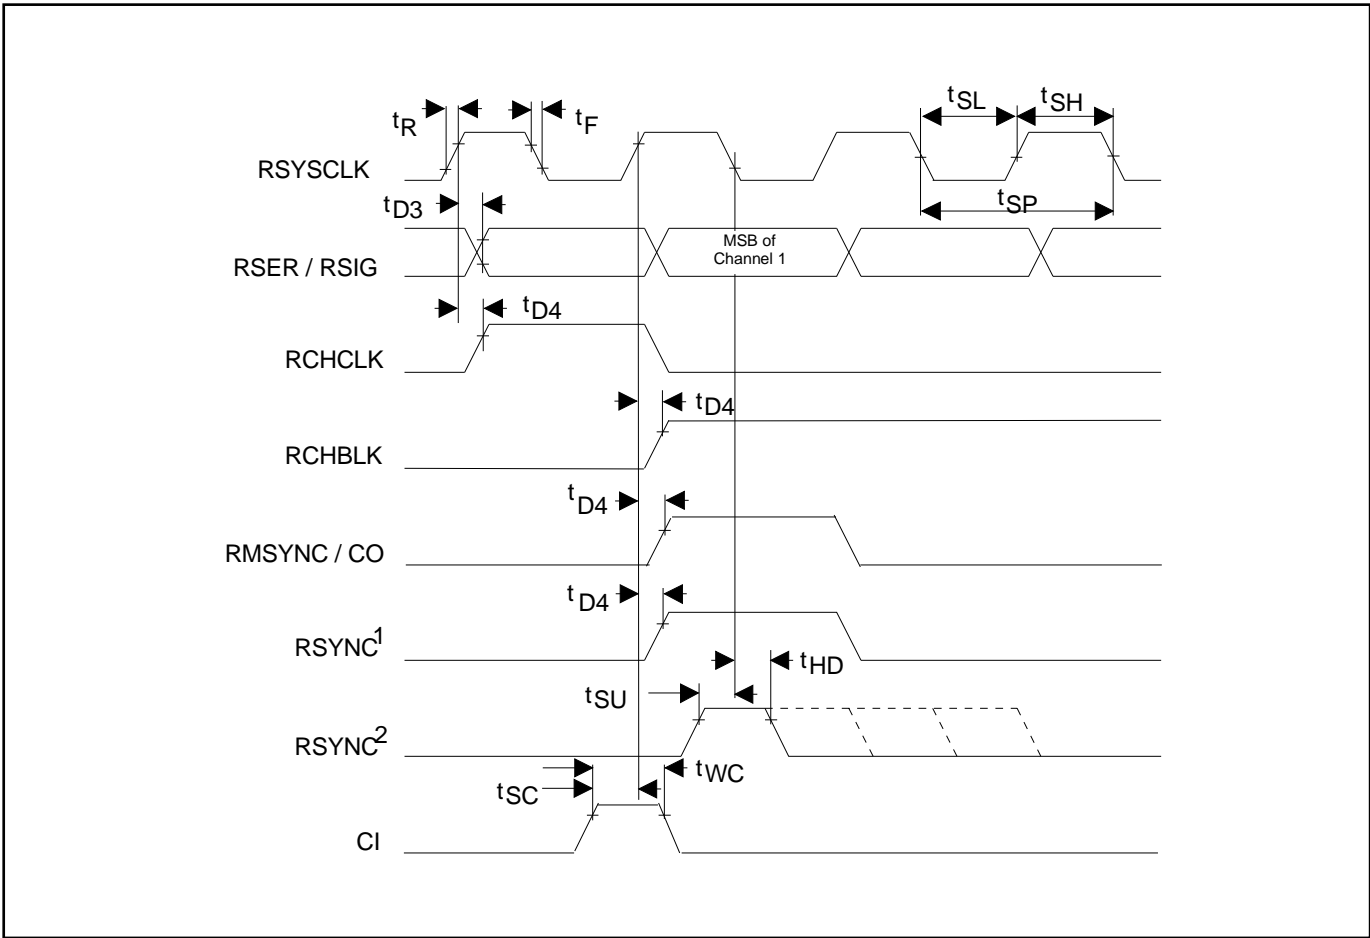 tSL tSH
tR tF
RSYSCLK
tD3 tSP
MSB of
Channel 1
RSER / RSIG
tD4
RCHCLK
tD4
RCHBLK
tD4
RMSYNC / CO
tD4
RSYNC1
tHD
tSU
RSYNC2
tWC
tSC
CI